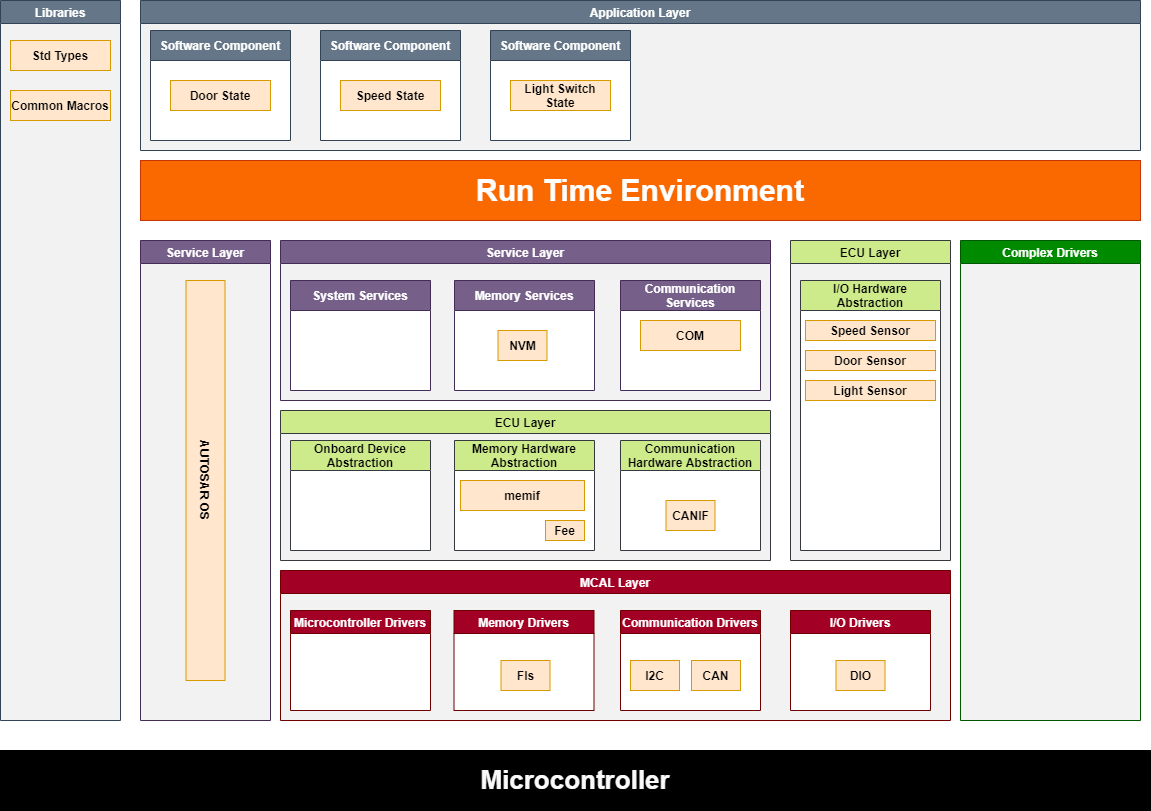 Libraries
Std Types
Common Macros
Application Layer
Software Component
Door State
Software Component
Speed State
Software Component
Light Switch
State
Run Time Environment
Service Layer
AUTOSAR OS
Service Layer
System Services
Memory Services
NVM
Communication
Services
COM
ECU Layer
I/O Hardware
Abstraction
Speed Sensor
Door Sensor
Light Sensor
Complex Drivers
ECU Layer
Onboard Device
Abstraction
Memory Hardware
Abstraction
memif
Fee
Communication
Hardware Abstraction
CANIF
MCAL Layer
Microcontroller Drivers
Memory Drivers
Fls
Communication Drivers
I2C
CAN
I/O Drivers
DIO
Microcontroller